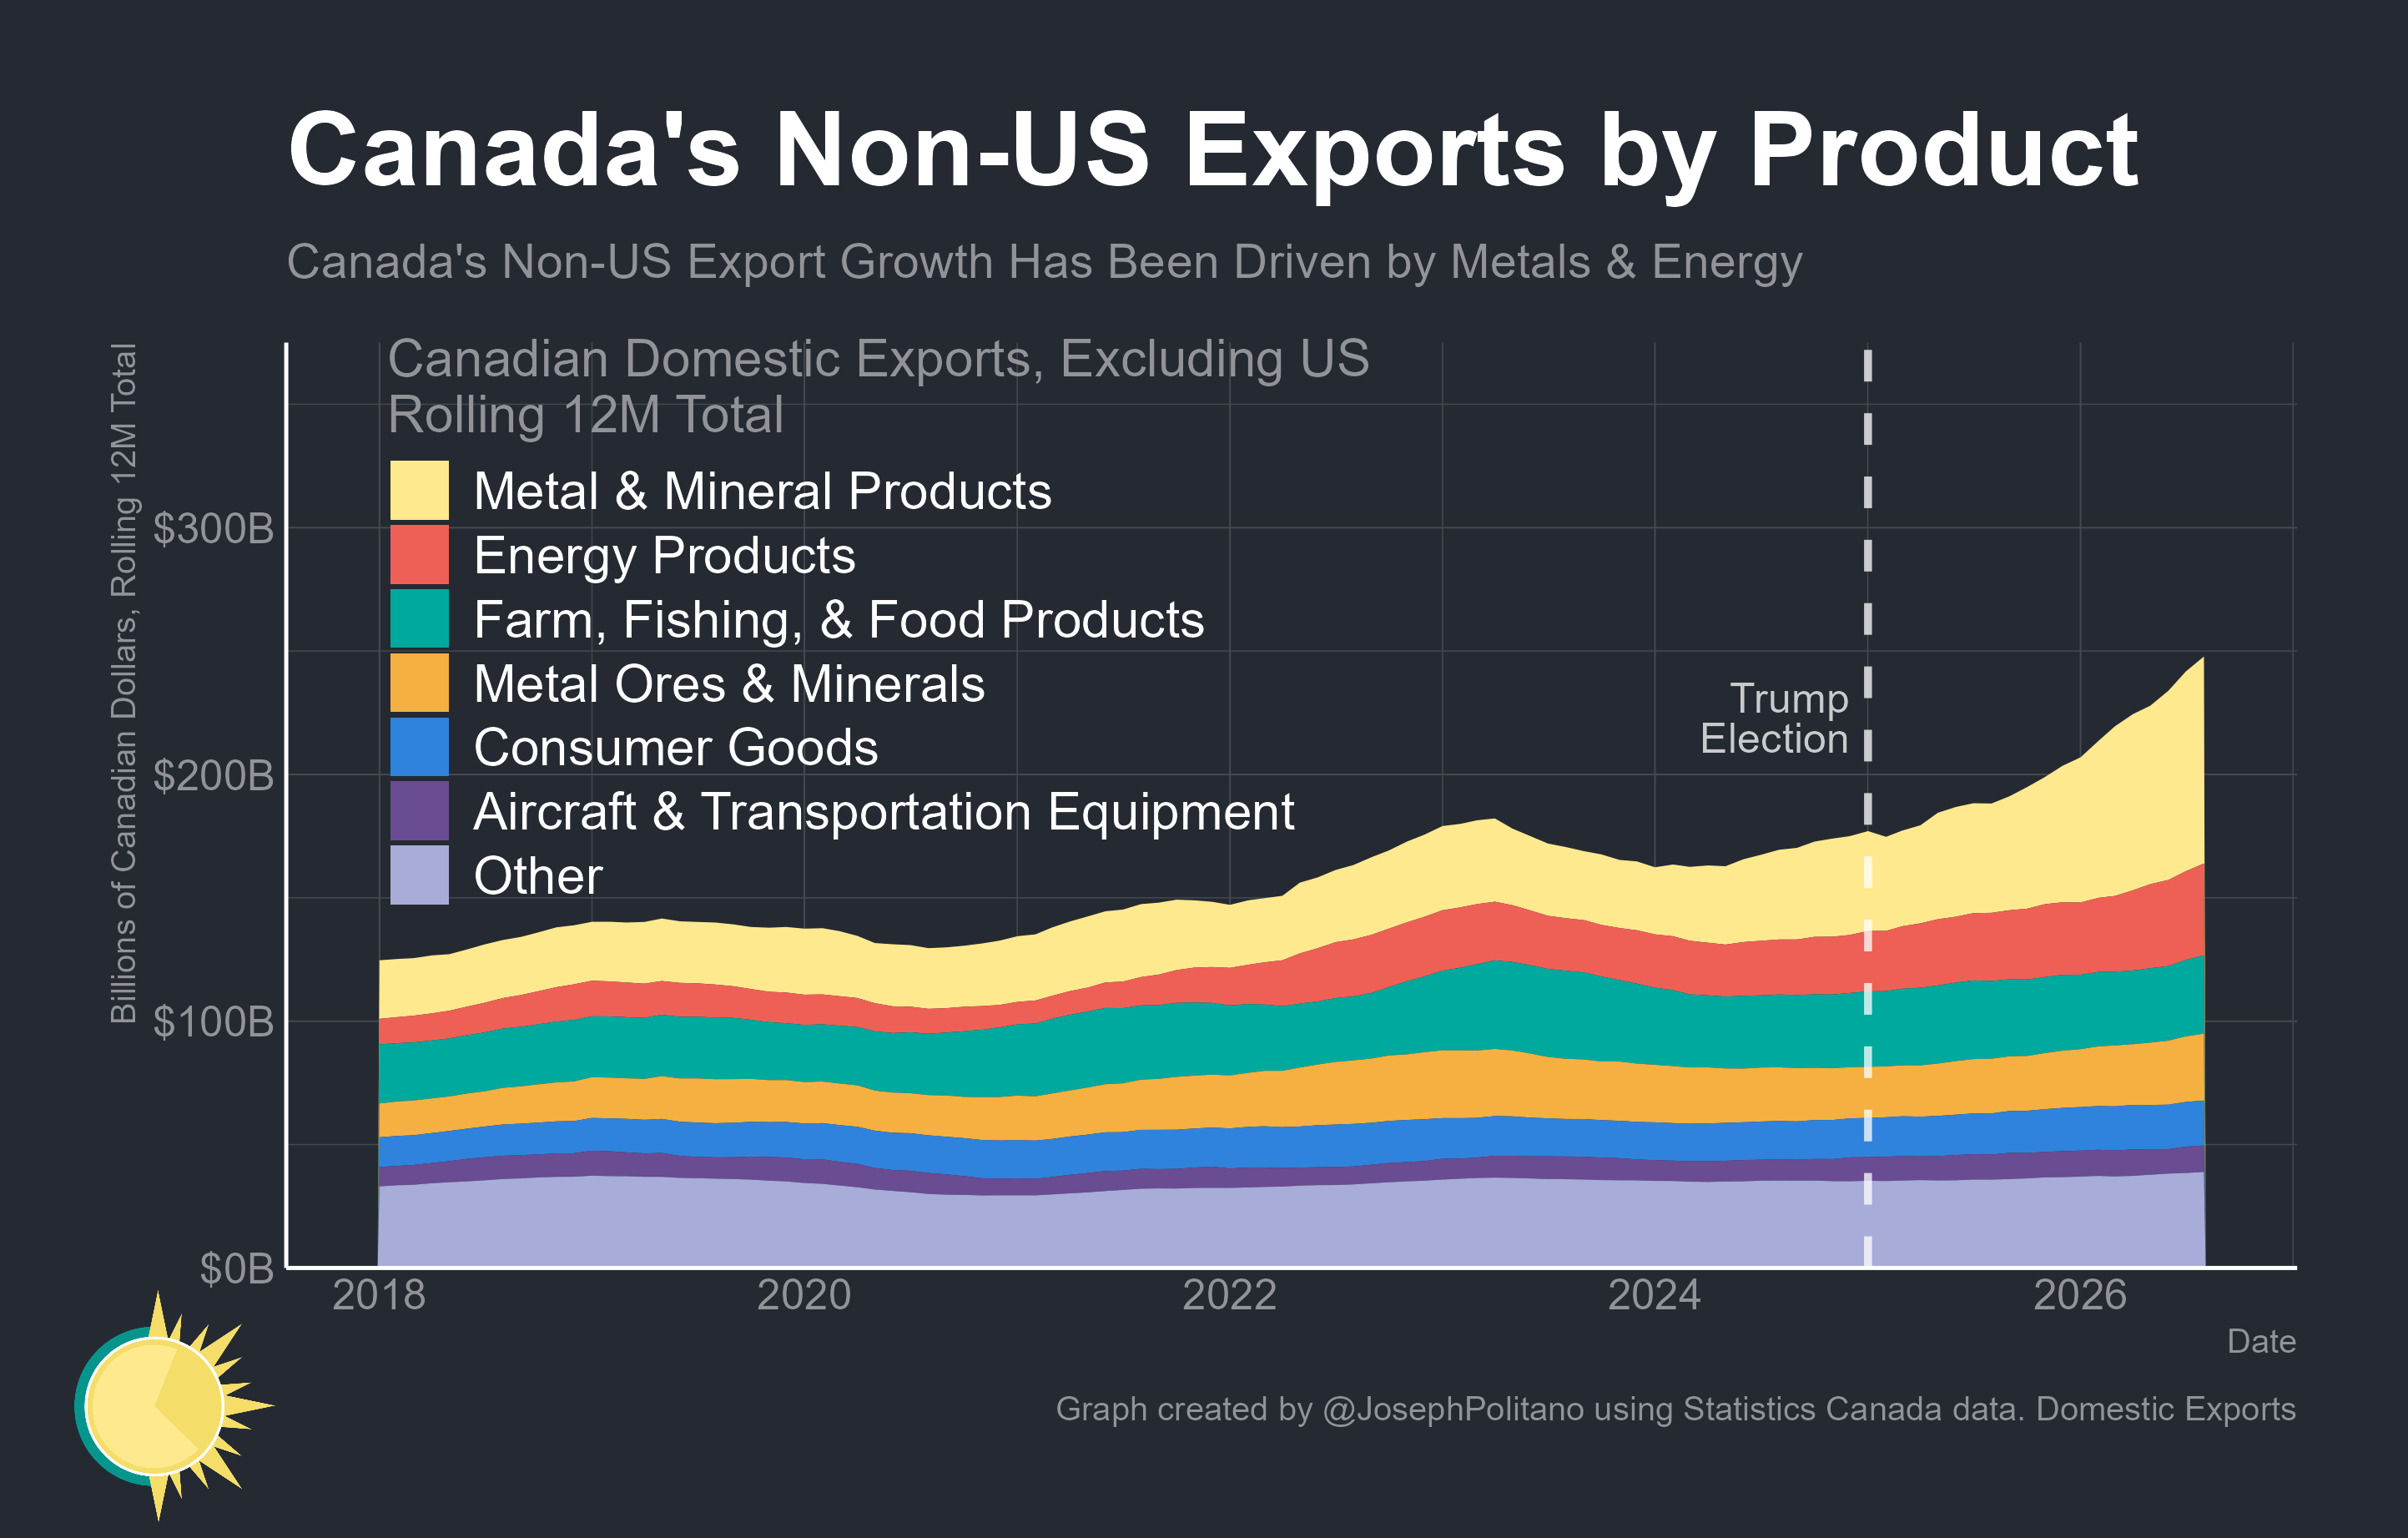 Canada's Non-US Exports by Product
Canada's Non-US Export Growth Has Been Driven by Metals & Energy
Billions of Canadian Dollars, Rolling 12M Total
Canadian Domestic Exports, Excluding US
Rolling 12M Total
Metal & Mineral Products
Energy Products
Farm, Fishing, & Food Products
Metal Ores & Minerals
Consumer Goods
Aircraft & Transportation Equipment
Other
$300B
$200B
$100B
$0B
Trump
Election
2018
2020
2022
2024
2026
Date
Graph created by @JosephPolitano using Statistics Canada data. Domestic Exports